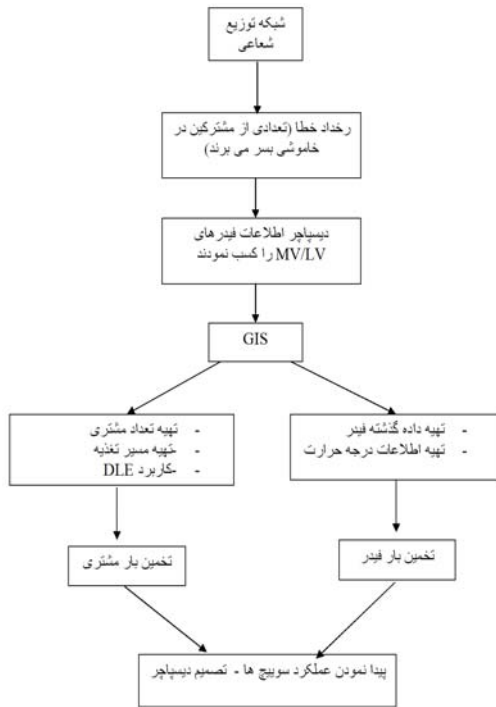 شبکه توزیع
شعاعی
رخداد خطا (تعدادی از مشترکین در
خاموشی بسر می برند)
دیسپاچر اطلاعات فیدرهای
MV/LV را کسب نمودند
GIS
- تهیه داده گذشته فیدر
- تهیه اطلاعات درجه حرارت
- تهیه تعداد مشتری
- -تهیه مسیر تغذیه
- -کاربرد DLE
تخمین بار فیدر
تخمین بار مشتری
پیدا نمودن عملکرد سوییچ ها - تصمیم دیسپاچر